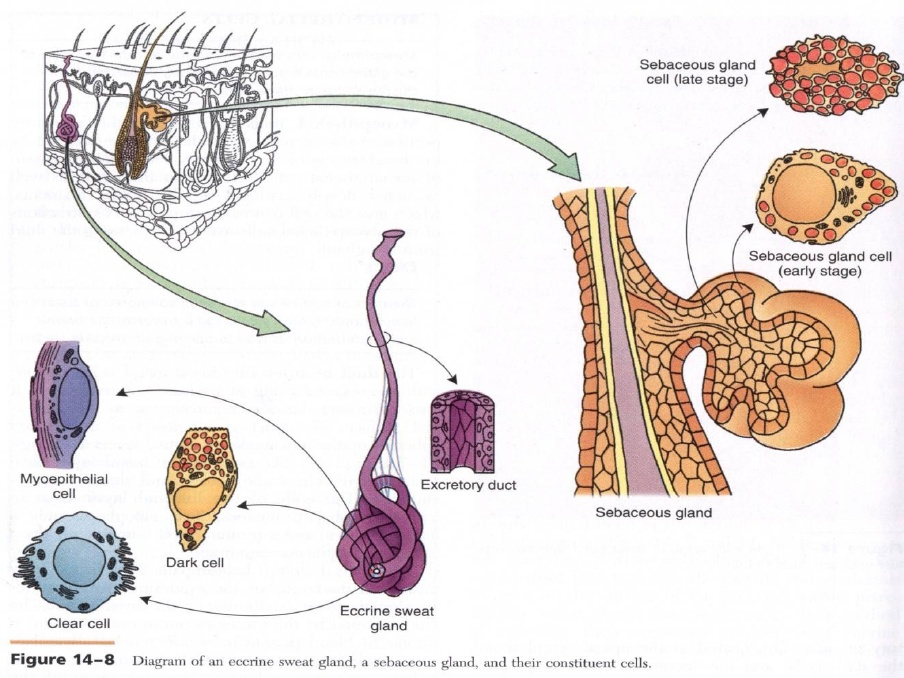 Sebaceous gland
cell (late stage)
Sebaceous gland cell
(early stage)
Myoepithelial
cell
Excretory duct
Sebaceous gland
Dark cell
Eccrine sweat
gland
Clear cell
Figure 14–8 Diagram of an eccrine sweat gland, a sebaceous gland, and their constituent cells.